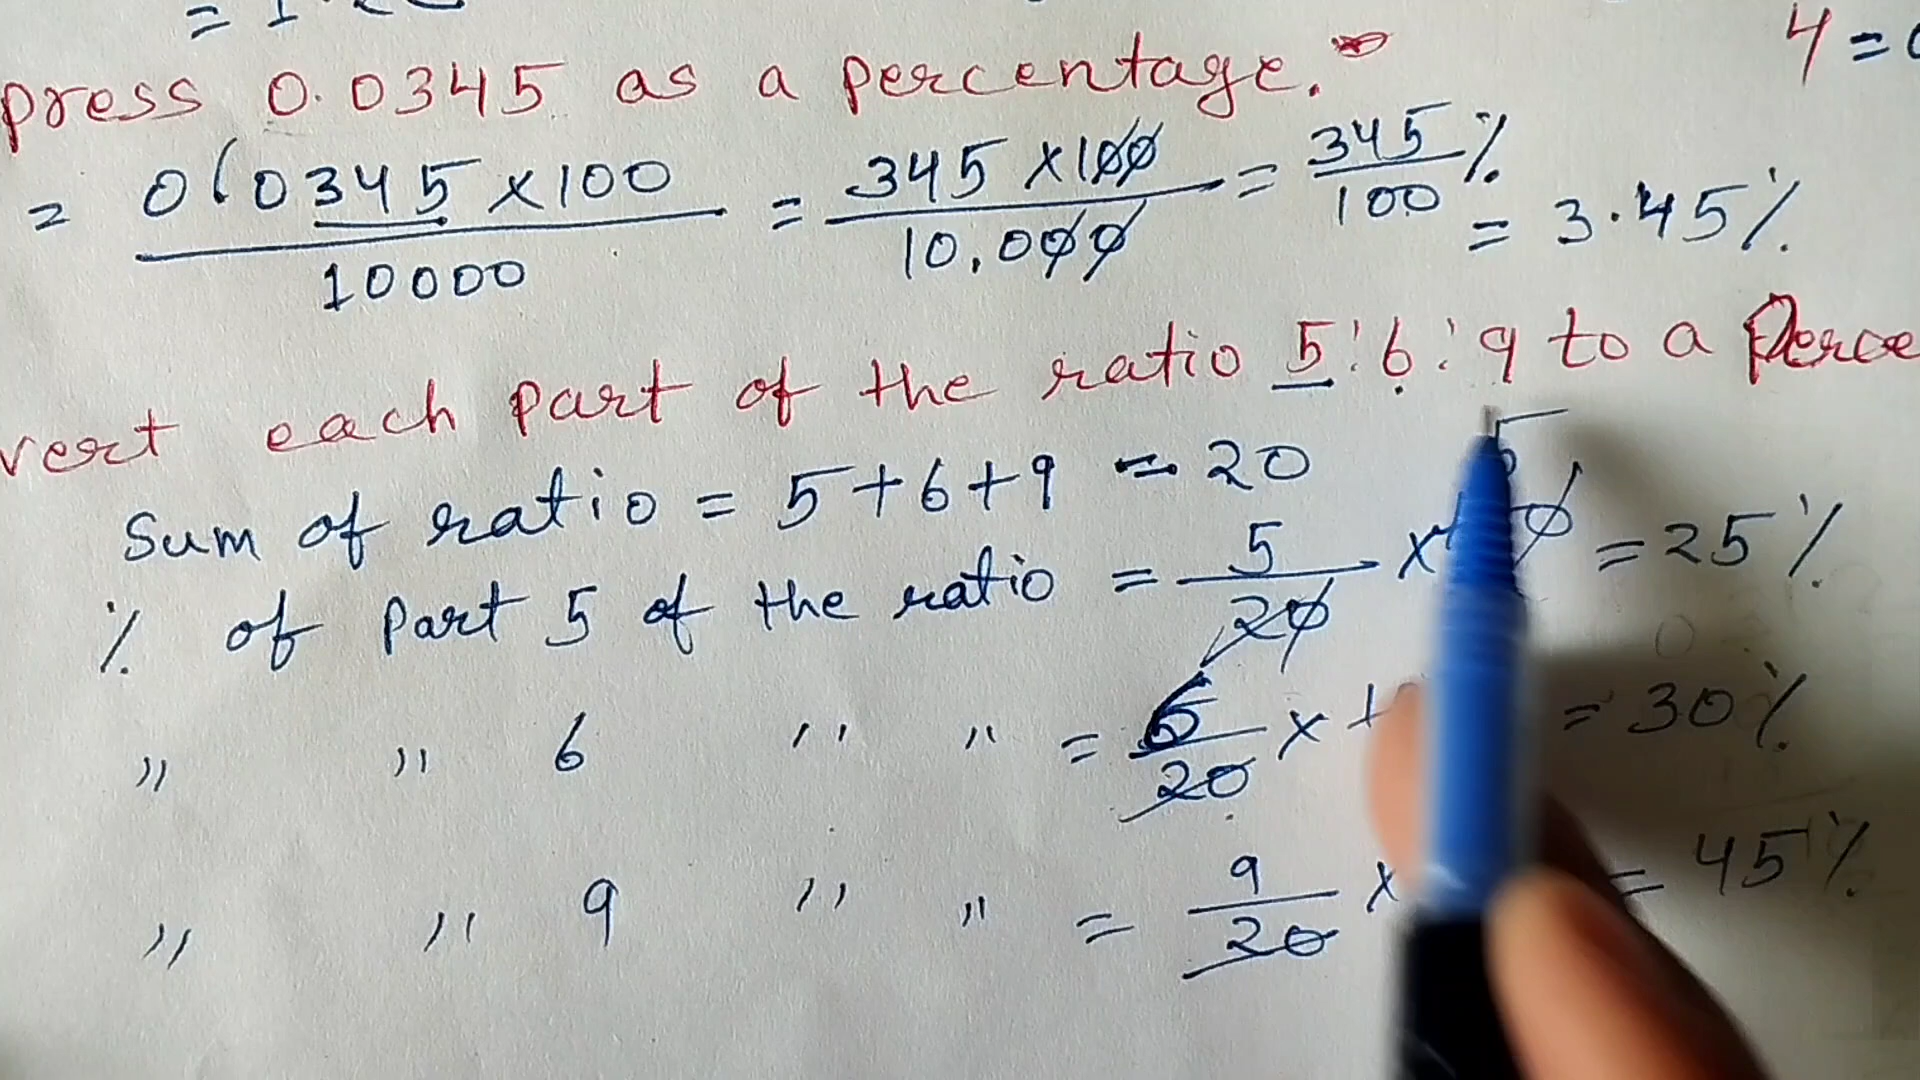 press 0.0345 as a percentage.
4 =
= 0.0345 × 100 / 10000 = 345 × 100 / 10,000 = 345/100 % = 3.45%
vert each part of the ratio 5:6:9 to a Perce
Sum of ratio = 5+6+9 = 20
% of Part 5 of the ratio = 5/20 × = 25%
" " 6 " " = 6/20 × = 30%
" " 9 " " = 9/20 × = 45%